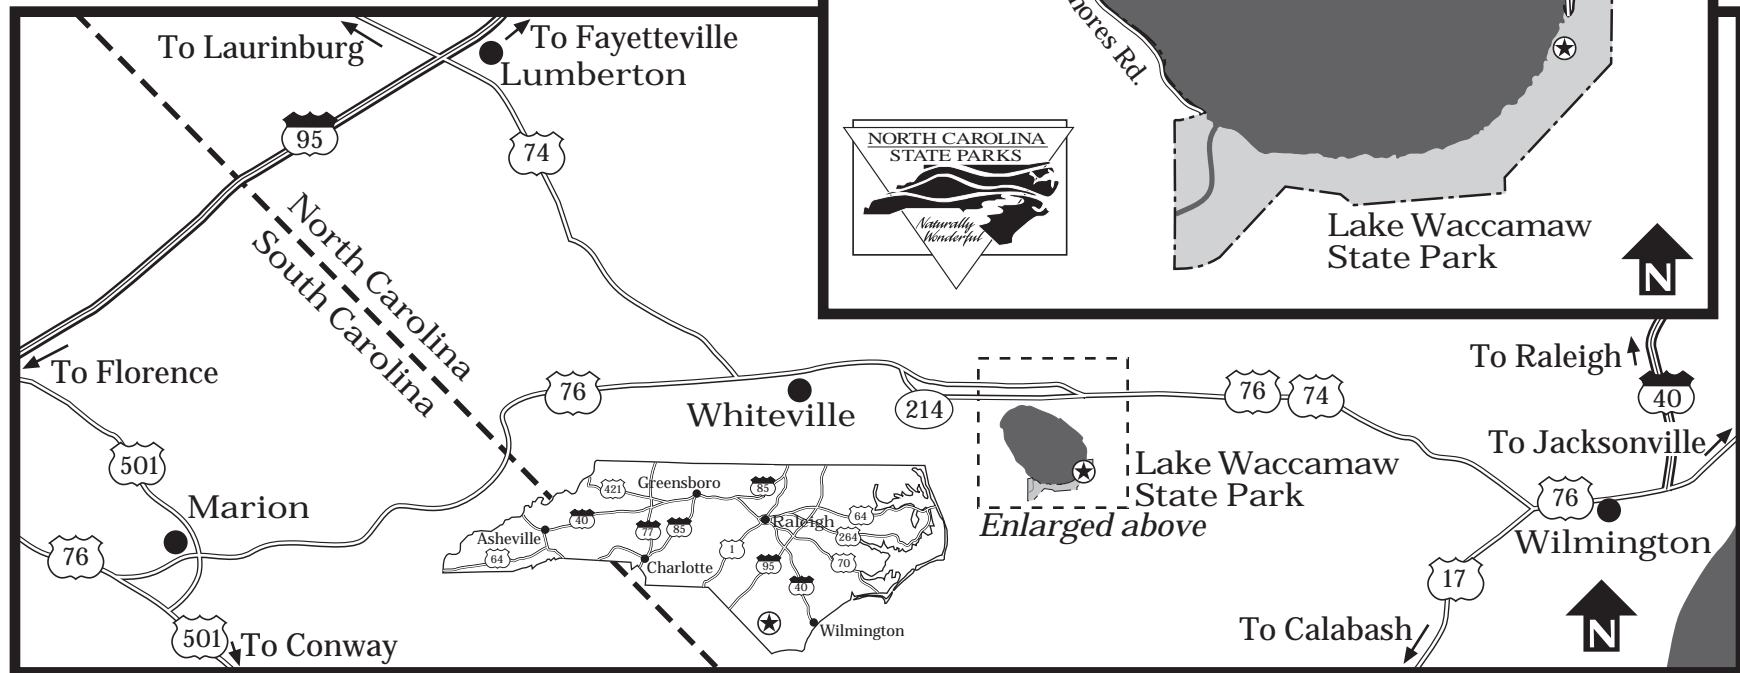 To Laurinburg
To Fayetteville
Lumberton
95
74
North Carolina
South Carolina
To Florence
501
Marion
76
501
To Conway
76
Whiteville
214
Rd.
NORTH CAROLINA
STATE PARKS
Naturally
Wonderful
Lake Waccamaw
State Park
N
Lake Waccamaw
State Park
Enlarged above
76
74
To Raleigh
40
To Jacksonville
76
Wilmington
17
To Calabash
N
421
Greensboro
85
40
77
85
Raleigh
64
264
Asheville
64
Charlotte
1
95
70
40
Wilmington